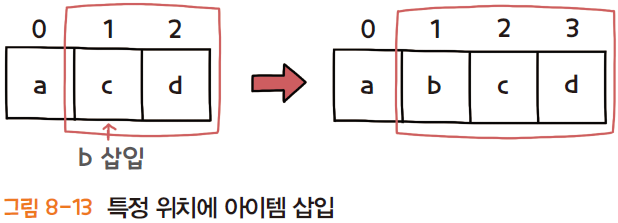 0 1 2
a c d
b 삽입
0 1 2 3
a b c d
그림 8-13 특정 위치에 아이템 삽입